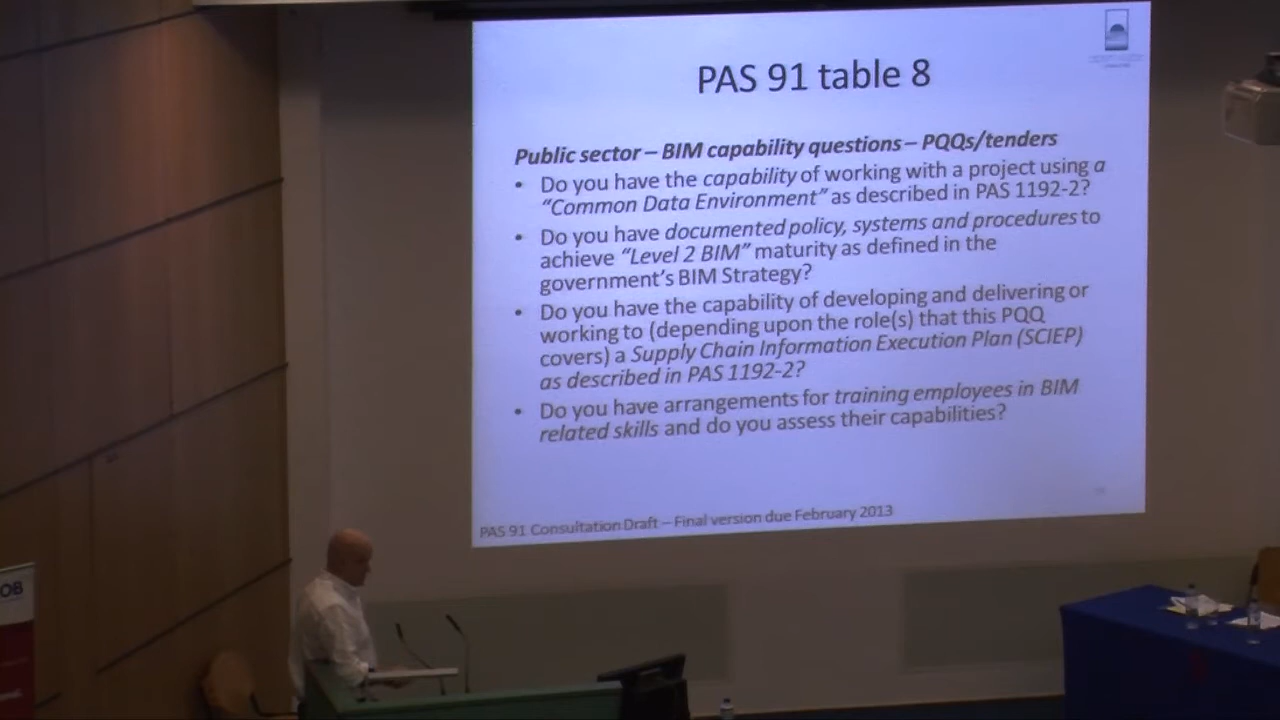 PAS 91 table 8
Public sector – BIM capability questions – PQQs/tenders
• Do you have the capability of working with a project using a
“Common Data Environment” as described in PAS 1192-2?
• Do you have documented policy, systems and procedures to
achieve “Level 2 BIM” maturity as defined in the
government’s BIM Strategy?
• Do you have the capability of developing and delivering or
working to (depending upon the role(s) that this PQQ
covers) a Supply Chain Information Execution Plan (SCIEP)
as described in PAS 1192-2?
• Do you have arrangements for training employees in BIM
related skills and do you assess their capabilities?
PAS 91 Consultation Draft – Final version due February 2013
OB